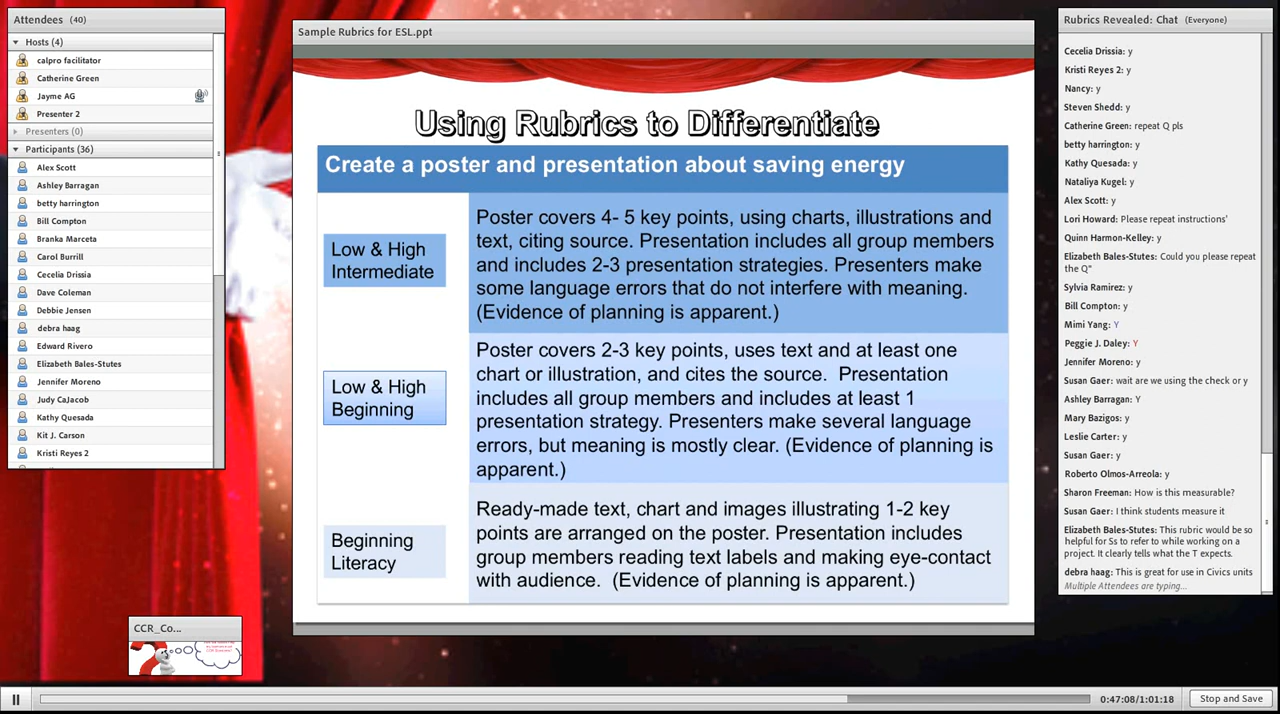 Attendees (40)
Hosts (4)
calpro facilitator
Catherine Green
Jayme AG
Presenter 2
Presenters (0)
Participants (36)
Alex Scott
Ashley Barragan
betty harrington
Bill Compton
Branka Marceta
Carol Burrill
Cecelia Drissia
Dave Coleman
Debbie Jensen
debra haag
Edward Rivero
Elizabeth Bales-Stutes
Jennifer Moreno
Judy CaJacob
Kathy Quesada
Kit J. Carson
Kristi Reyes 2
Sample Rubrics for ESL.ppt
Using Rubrics to Differentiate
Create a poster and presentation about saving energy
Low & High
Intermediate
Poster covers 4- 5 key points, using charts, illustrations and
text, citing source. Presentation includes all group members
and includes 2-3 presentation strategies. Presenters make
some language errors that do not interfere with meaning.
(Evidence of planning is apparent.)
Low & High
Beginning
Poster covers 2-3 key points, uses text and at least one
chart or illustration, and cites the source. Presentation
includes all group members and includes at least 1
presentation strategy. Presenters make several language
errors, but meaning is mostly clear. (Evidence of planning is
apparent.)
Beginning
Literacy
Ready-made text, chart and images illustrating 1-2 key
points are arranged on the poster. Presentation includes
group members reading text labels and making eye-contact
with audience. (Evidence of planning is apparent.)
Rubrics Revealed: Chat (Everyone)
Cecelia Drissia: y
Kristi Reyes 2: y
Nancy: y
Steven Shedd: y
Catherine Green: repeat Q pls
betty harrington: y
Kathy Quesada: y
Nataliya Kugel: y
Alex Scott: y
Lori Howard: Please repeat instructions'
Quinn Harmon-Kelley: y
Elizabeth Bales-Stutes: Could you please repeat
the Q"
Sylvia Ramirez: y
Bill Compton: y
Mimi Yang: Y
Peggie J. Daley: Y
Jennifer Moreno: y
Susan Gaer: wait are we using the check or y
Ashley Barragan: Y
Mary Bazigos: y
Leslie Carter: y
Susan Gaer: y
Roberto Olmos-Arreola: y
Sharon Freeman: How is this measurable?
Susan Gaer: I think students measure it
Elizabeth Bales-Stutes: This rubric would be so
helpful for Ss to refer to while working on a
project. It clearly tells what the T expects.
debra haag: This is great for use in Civics units
Multiple Attendees are typing...
CCR_Co...
0:47:08/1:01:18
Stop and Save